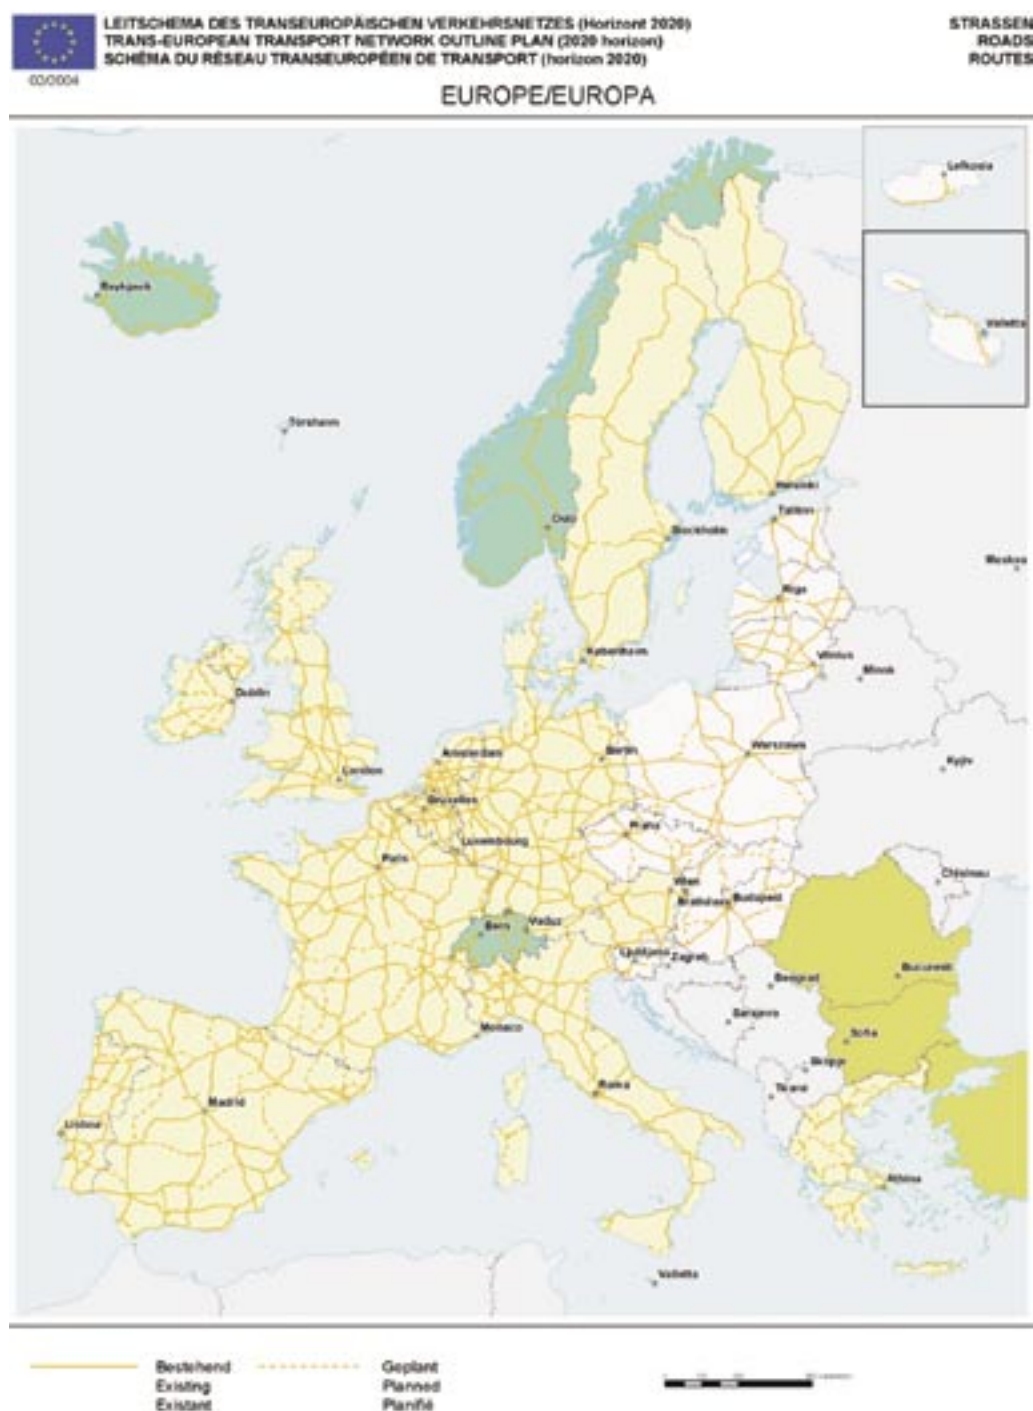 LEITSCHEMA DES TRANSEUROPÄISCHEN VERKEHRSNETZES (Horizont 2020)
TRANS-EUROPEAN TRANSPORT NETWORK OUTLINE PLAN (2020 horizon)
SCHÉMA DU RÉSEAU TRANSEUROPÉEN DE TRANSPORT (horizon 2020)
STRASSEN
ROADS
ROUTES
03/2004
EUROPE/EUROPA
Lefkosia
Valletta
Reykjavik
Tórshavn
Helsinki
Tallinn
Oslo
Stockholm
Moskva
Riga
København
Vilnius
Minsk
Dublin
Amsterdam
Berlin
Warszawa
London
Kyjiv
Bruxelles
Praha
Luxembourg
Paris
Wien
Bratislava
Budapest
Chisinau
Bern
Vaduz
Ljubljana
Zagreb
Beograd
Bucuresti
Sarajevo
Sofia
Monaco
Skopje
Roma
Tirana
Madrid
Lisboa
Athina
Valletta
Bestehend
Existing
Existant
Geplant
Planned
Planifié